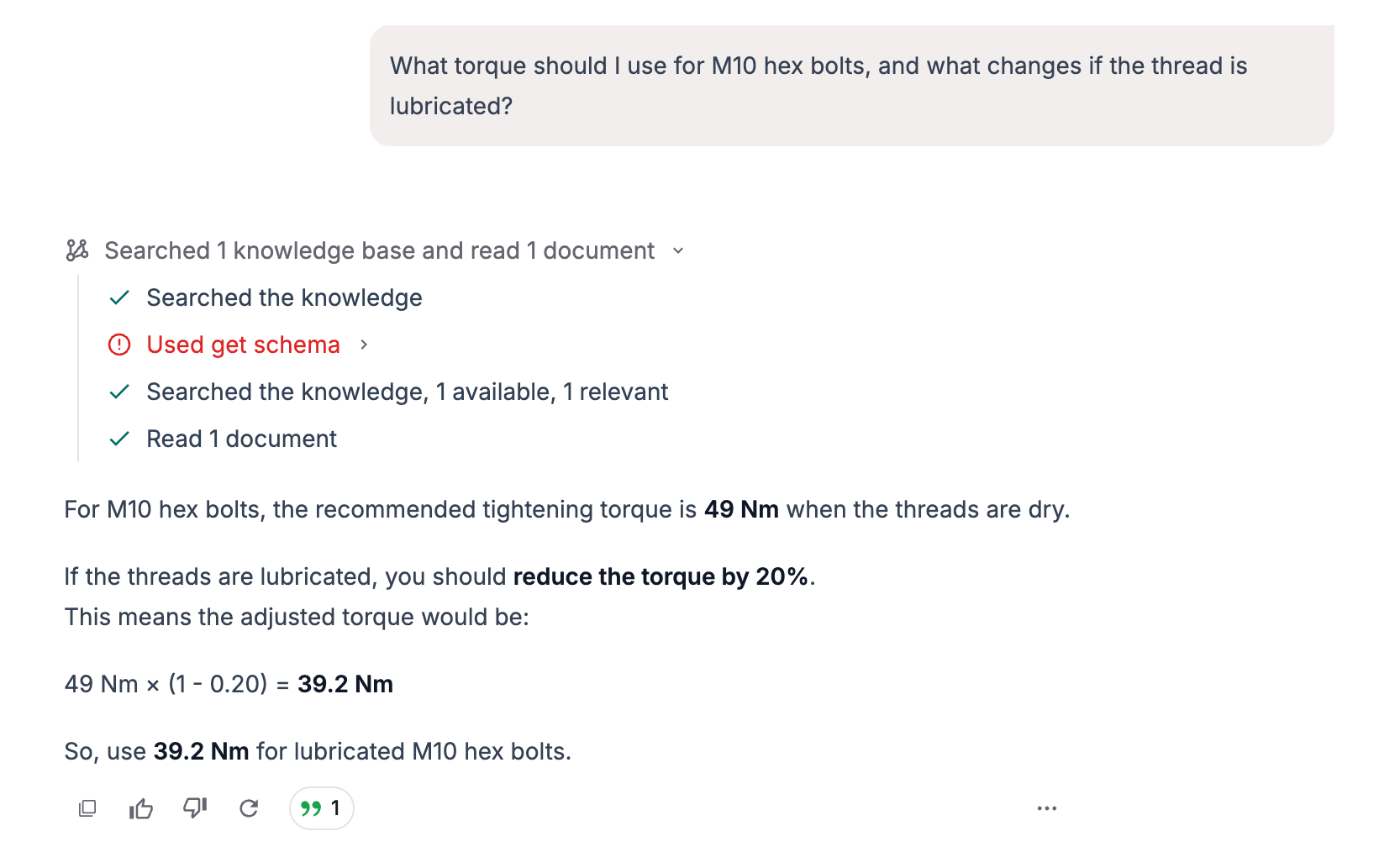 What torque should I use for M10 hex bolts, and what changes if the thread is
lubricated?
Searched 1 knowledge base and read 1 document
Searched the knowledge
Used get schema
Searched the knowledge, 1 available, 1 relevant
Read 1 document
For M10 hex bolts, the recommended tightening torque is 49 Nm when the threads are dry.
If the threads are lubricated, you should reduce the torque by 20%.
This means the adjusted torque would be:
49 Nm × (1 - 0.20) = 39.2 Nm
So, use 39.2 Nm for lubricated M10 hex bolts.
1